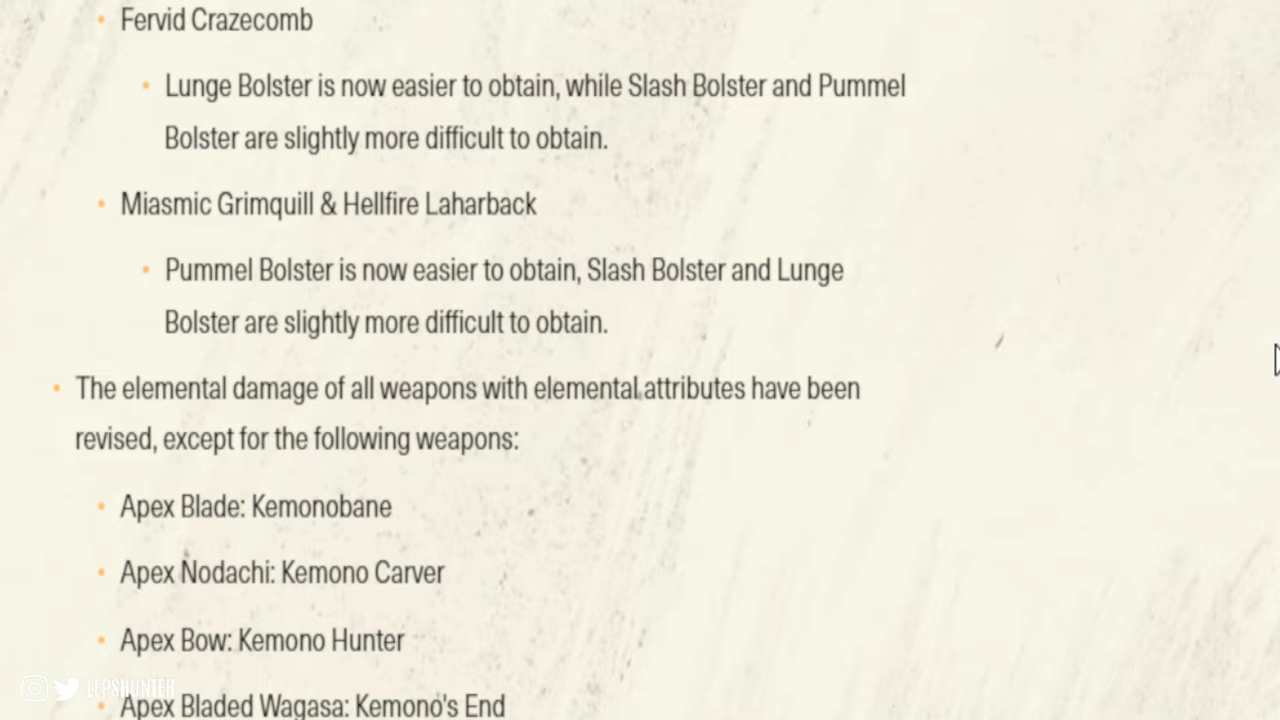 Fervid Crazecomb
Lunge Bolster is now easier to obtain, while Slash Bolster and Pummel
Bolster are slightly more difficult to obtain.
Miasmic Grimquill & Hellfire Laharback
Pummel Bolster is now easier to obtain, Slash Bolster and Lunge
Bolster are slightly more difficult to obtain.
The elemental damage of all weapons with elemental attributes have been
revised, except for the following weapons:
Apex Blade: Kemonobane
Apex Nodachi: Kemono Carver
Apex Bow: Kemono Hunter
LEPSHUNTER
Apex Bladed Wagasa: Kemono's End